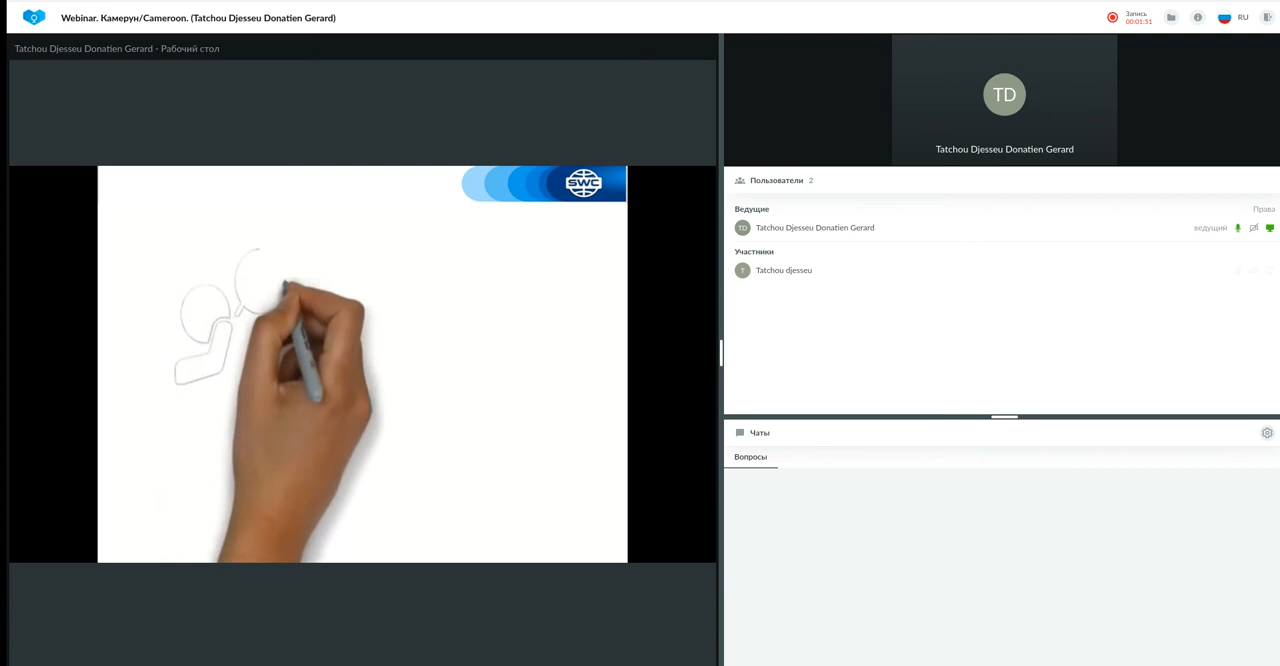 Webinar. Камерун/Cameroon. (Tatchou Djesseu Donatien Gerard)
Запись
00:01:51
RU
Tatchou Djesseu Donatien Gerard - Рабочий стол
SWC
TD
Tatchou Djesseu Donatien Gerard
Пользователи 2
Ведущие Права
TD Tatchou Djesseu Donatien Gerard ведущий
Участники
T Tatchou djesseu
Чаты
Вопросы